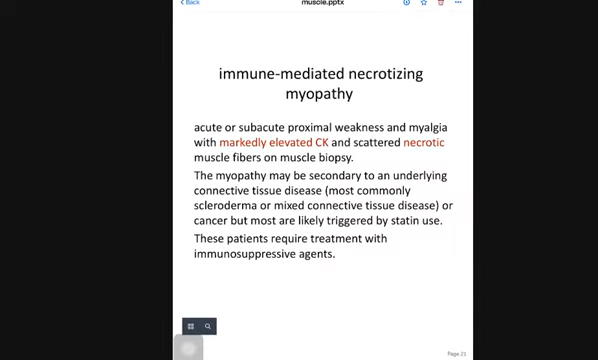 Back
muscle.pptx
immune-mediated necrotizing
myopathy
acute or subacute proximal weakness and myalgia
with markedly elevated CK and scattered necrotic
muscle fibers on muscle biopsy.
The myopathy may be secondary to an underlying
connective tissue disease (most commonly
scleroderma or mixed connective tissue disease) or
cancer but most are likely triggered by statin use.
These patients require treatment with
immunosuppressive agents.
Page 21